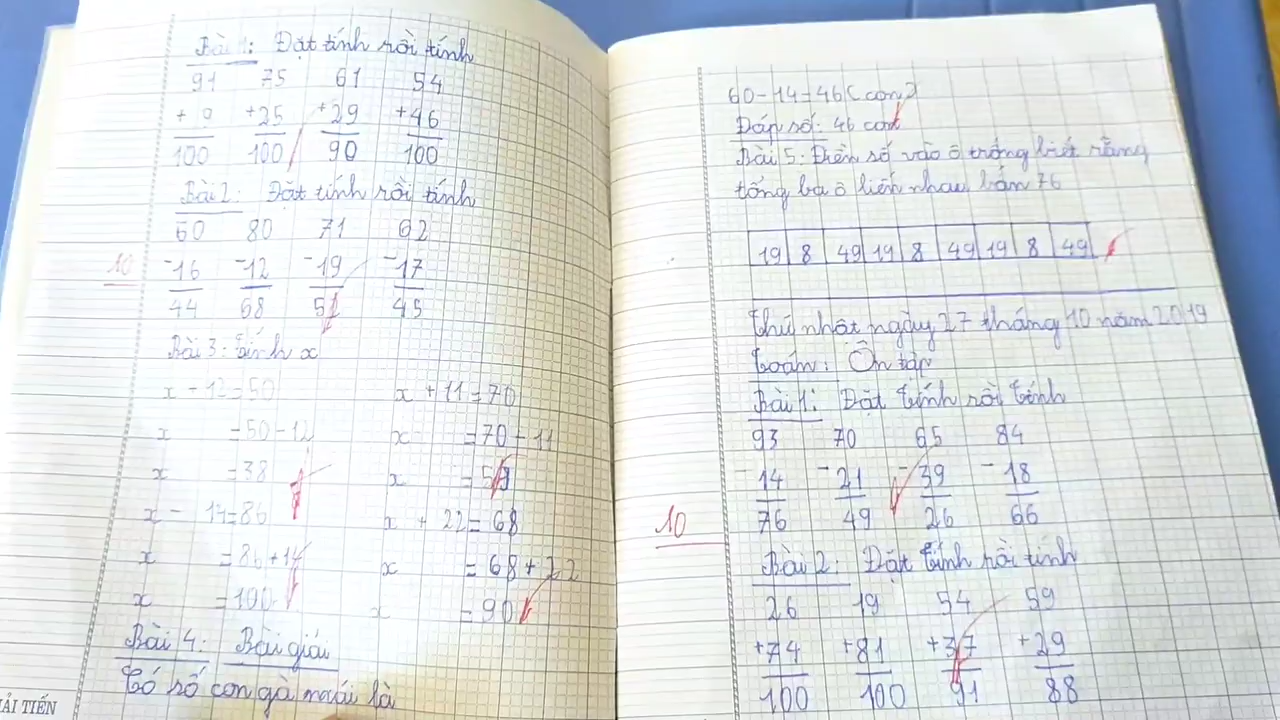 Bài 1: Đặt tính rồi tính
91 75 61 54
+ 9 +25 +29 +46
100 100 90 100
Bài 2: Đặt tính rồi tính
60 80 71 62
-16 -12 -19 -17
44 68 52 45
10
Bài 3: Tính x
x - 12 = 50 x + 11 = 70
x = 50 - 12 x = 70 - 11
x = 38 x = 59
x - 14 = 86 x + 22 = 68
x = 86 + 14 x = 68 + 22
x = 100 x = 90
Bài 4: Bài giải
Có số con gà mái là
ẢI TIẾN
60 - 14 = 46 (con)
Đáp số: 46 con
Bài 5: Điền số vào ô trống biết rằng
tổng ba ô liền nhau bằn 76
19 8 49 19 8 49 19 8 49
Thứ nhật ngày 27 tháng 10 năm 2019
Toán: Ôn tập
Bài 1: Đặt tính rồi tính
93 70 65 84
-14 -21 -39 -18
76 49 26 66
10
Bài 2: Đặt tính rồi tính
26 19 54 59
+74 +81 +37 +29
100 100 91 88